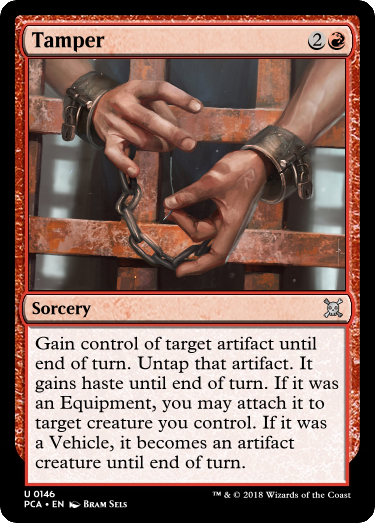 Tamper 2
Sorcery
Gain control of target artifact until
end of turn. Untap that artifact. It
gains haste until end of turn. If it was
an Equipment, you may attach it to
target creature you control. If it was
a Vehicle, it becomes an artifact
creature until end of turn.
U 0146
PCA • EN Bram Sels
™ & © 2018 Wizards of the Coast